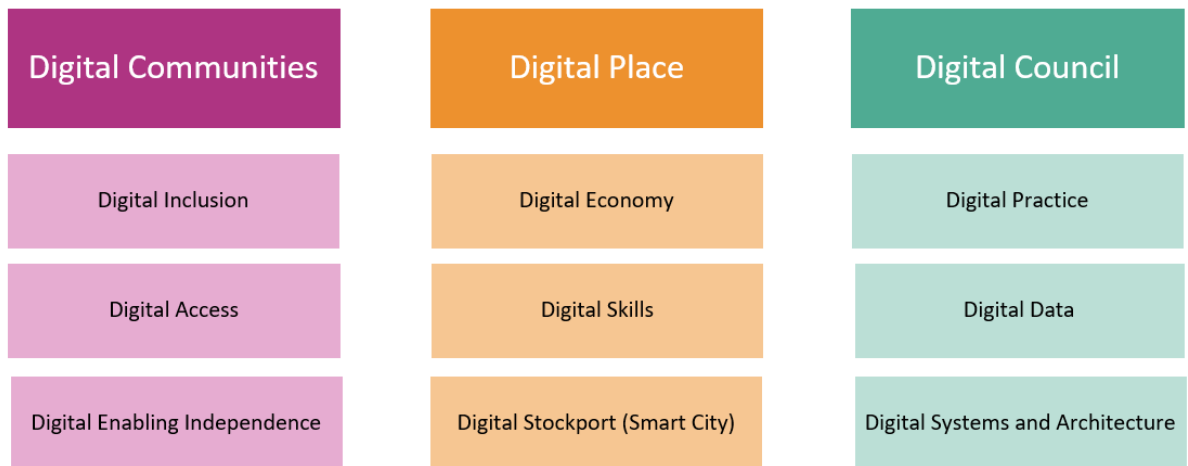 Digital Communities
Digital Place
Digital Council
Digital Inclusion
Digital Economy
Digital Practice
Digital Access
Digital Skills
Digital Data
Digital Enabling Independence
Digital Stockport (Smart City)
Digital Systems and Architecture